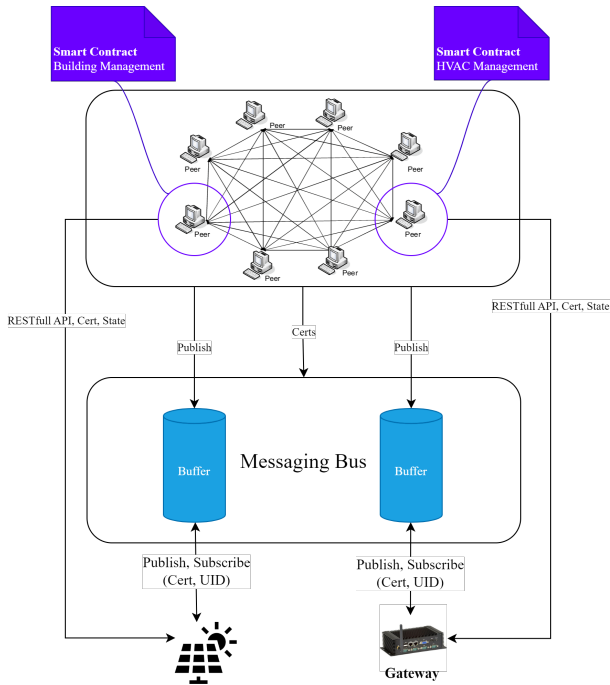 Smart Contract
Building Management
Smart Contract
HVAC Management
Peer
Peer
Peer
Peer
Peer
Peer
Peer
Peer
RESTfull API, Cert, State
RESTfull API, Cert, State
Publish
Certs
Publish
Buffer
Messaging Bus
Buffer
Publish, Subscribe
(Cert, UID)
Publish, Subscribe
(Cert, UID)
Gateway